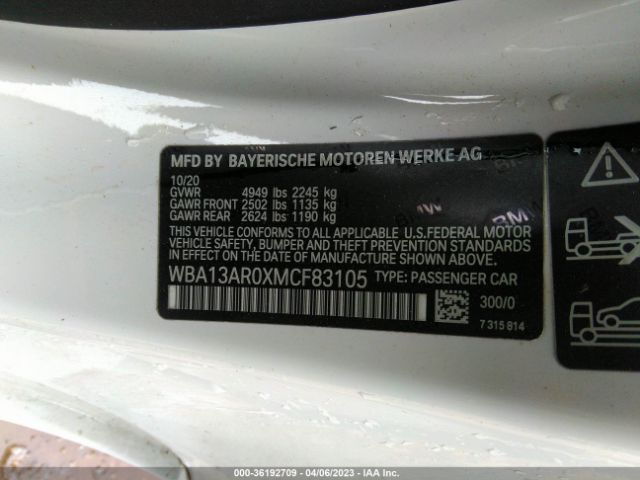 MFD BY BAYERISCHE MOTOREN WERKE AG
10/20
GVWR 4949 lbs 2245 kg
GAWR FRONT 2502 lbs 1135 kg
GAWR REAR 2624 lbs 1190 kg
THIS VEHICLE CONFORMS TO ALL APPLICABLE U.S.FEDERAL MOTOR
VEHICLE SAFETY, BUMPER, AND THEFT PREVENTION STANDARDS
IN EFFECT ON THE DATE OF MANUFACTURE SHOWN ABOVE.
WBA13AR0XMCF83105 TYPE: PASSENGER CAR
300/0
7 315 814
000-36192709 - 04/06/2023 - IAA Inc.